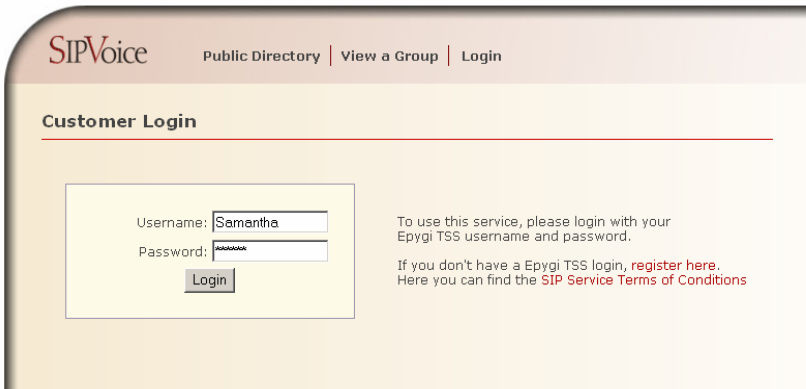 SIPVoice
Public Directory | View a Group | Login
Customer Login
Username: Samantha
Password: ******
Login
To use this service, please login with your
Epygi TSS username and password.
If you don't have a Epygi TSS login, register here.
Here you can find the SIP Service Terms of Conditions